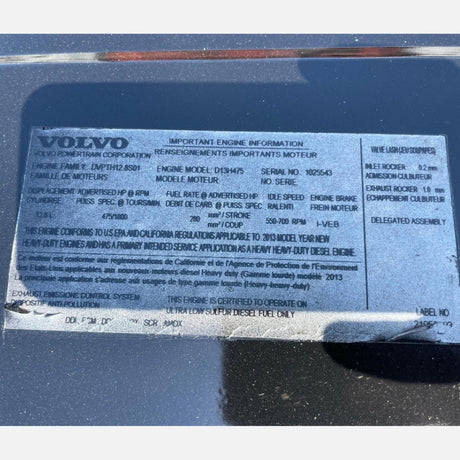 VOLVO
VOLVO POWERTRAIN CORPORATION
IMPORTANT ENGINE INFORMATION
RENSEIGNEMENTS IMPORTANTS MOTEUR
ENGINE FAMILY: DVPTH12.8S01
FAMILLE DE MOTEURS:
ENGINE MODEL: D13H475
MODELE MOTEUR:
SERIAL NO.: 1025543
NO. SERIE.
DISPLACEMENT ADVERTISED HP @ RPM FUEL RATE @ ADVERTISED HP IDLE SPEED ENGINE BRAKE
CYLINDREE PUISS. SPEC. @ TOURS/MIN. DEBIT DE CARB. @ PUISS SPEC RALENTI FREIN-MOTEUR
12.8 L 475/1800 280 mm³/STROKE 550-700 RPM I-VEB
mm³/COUP
THIS ENGINE CONFORMS TO U.S EPA AND CALIFORNIA REGULATIONS APPLICABLE TO 2013 MODEL YEAR NEW
HEAVY-DUTY ENGINES AND HAS A PRIMARY INTENDED SERVICE APPLICATION AS A HEAVY HEAVY-DUTY DIESEL ENGINE.
Ce moteur est conforme aux reglementations de Californie et de l'Agence de Protection de l'Environnement
des Etats-Unis applicables aux nouveaux moteurs diesel Heavy duty (Gamme lourde) modèle 2013
La principale application s'adresse aux usages de type gamme lourde (Heavy-heavy-duty)
EXHAUST EMISSIONS CONTROL SYSTEM
DISPOSITIF ANTI-POLLUTION
THIS ENGINE IS CERTIFIED TO OPERATE ON
ULTRA LOW SULFUR DIESEL FUEL ONLY
SCR
VALVE LASH (JEU SOUPAPES)
INLET ROCKER 0.2 mm
ADMISSION CULBUTEUR
EXHAUST ROCKER 1.0 mm
ECHAPPEMENT CULBUTEUR
DELEGATED ASSEMBLY
LABEL NO